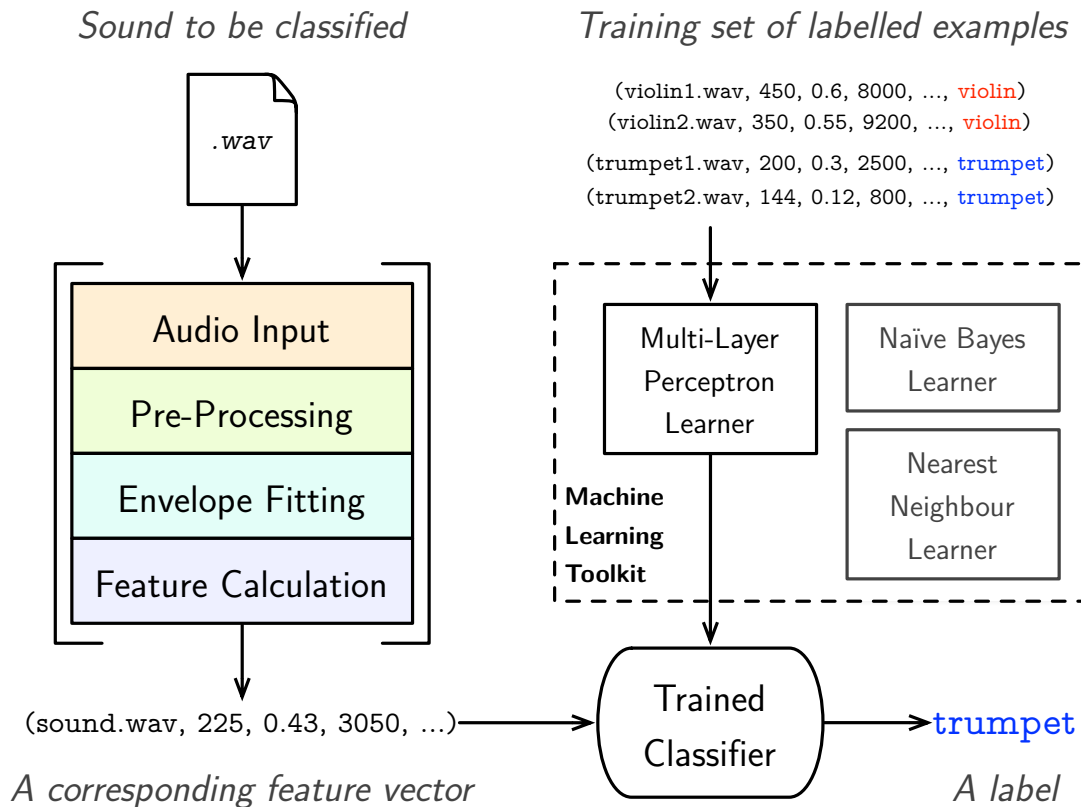 Sound to be classified
.wav
Audio Input
Pre-Processing
Envelope Fitting
Feature Calculation
(sound.wav, 225, 0.43, 3050, ...)
A corresponding feature vector
Training set of labelled examples
(violin1.wav, 450, 0.6, 8000, ..., violin)
(violin2.wav, 350, 0.55, 9200, ..., violin)
(trumpet1.wav, 200, 0.3, 2500, ..., trumpet)
(trumpet2.wav, 144, 0.12, 800, ..., trumpet)
Multi-Layer
Perceptron
Learner
Naïve Bayes
Learner
Nearest
Neighbour
Learner
Machine
Learning
Toolkit
Trained
Classifier
trumpet
A label